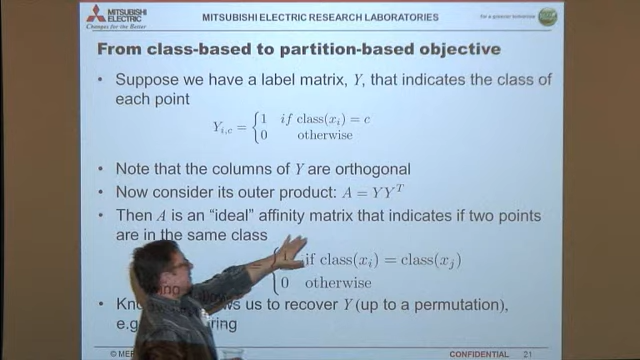 MITSUBISHI ELECTRIC
Changes for the Better
MITSUBISHI ELECTRIC RESEARCH LABORATORIES
for a greener tomorrow
From class-based to partition-based objective
• Suppose we have a label matrix, Y, that indicates the class of
each point
Y_{i,c} = { 1 if class(x_i) = c
0 otherwise
• Note that the columns of Y are orthogonal
• Now consider its outer product: A = YY^T
• Then A is an "ideal" affinity matrix that indicates if two points
are in the same class
{ 1 if class(x_i) = class(x_j)
0 otherwise
us to recover Y (up to a permutation),
e.g.
CONFIDENTIAL 21